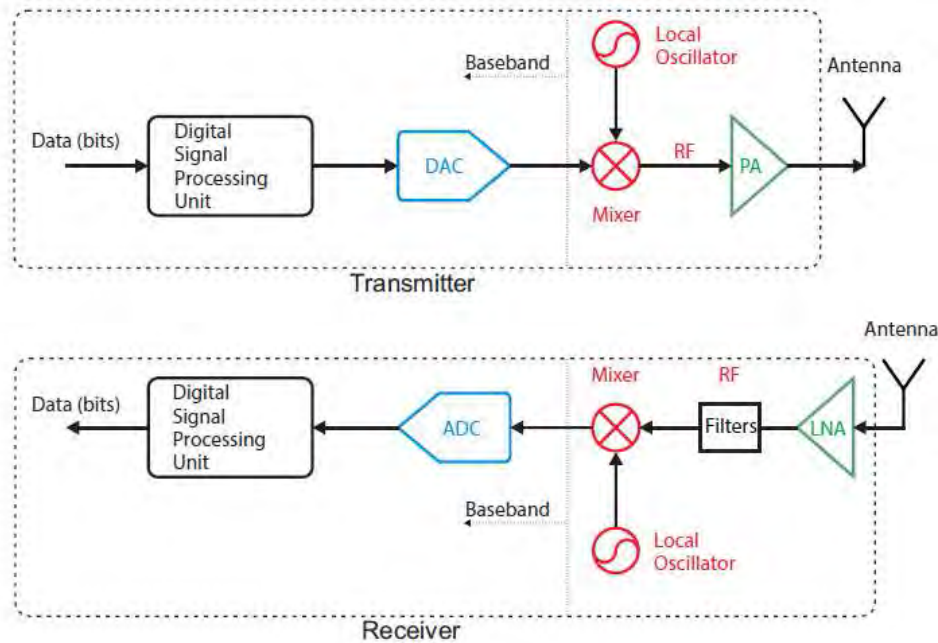 Local
Oscillator
Baseband
Antenna
Data (bits)
Digital
Signal
Processing
Unit
DAC
RF
PA
Mixer
Transmitter
Antenna
Mixer
RF
Data (bits)
Digital
Signal
Processing
Unit
ADC
Filters
LNA
Baseband
Local
Oscillator
Receiver